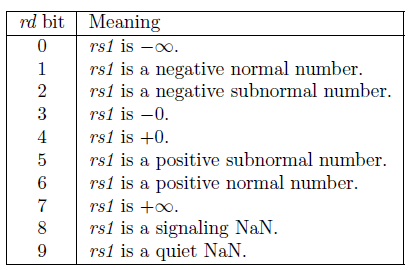 rd bit Meaning
0 rs1 is −∞.
1 rs1 is a negative normal number.
2 rs1 is a negative subnormal number.
3 rs1 is −0.
4 rs1 is +0.
5 rs1 is a positive subnormal number.
6 rs1 is a positive normal number.
7 rs1 is +∞.
8 rs1 is a signaling NaN.
9 rs1 is a quiet NaN.